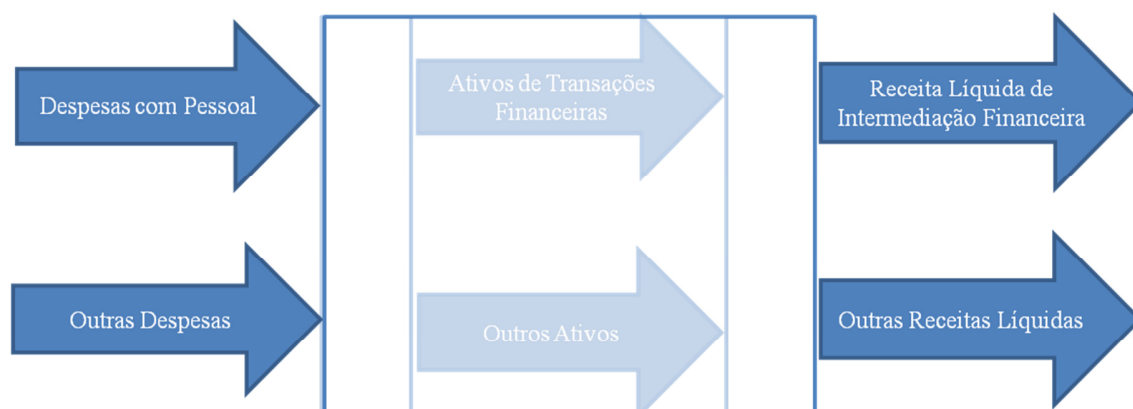 Despesas com Pessoal
Ativos de Transações
Financeiras
Receita Líquida de
Intermediação Financeira
Outras Despesas
Outros Ativos
Outras Receitas Líquidas